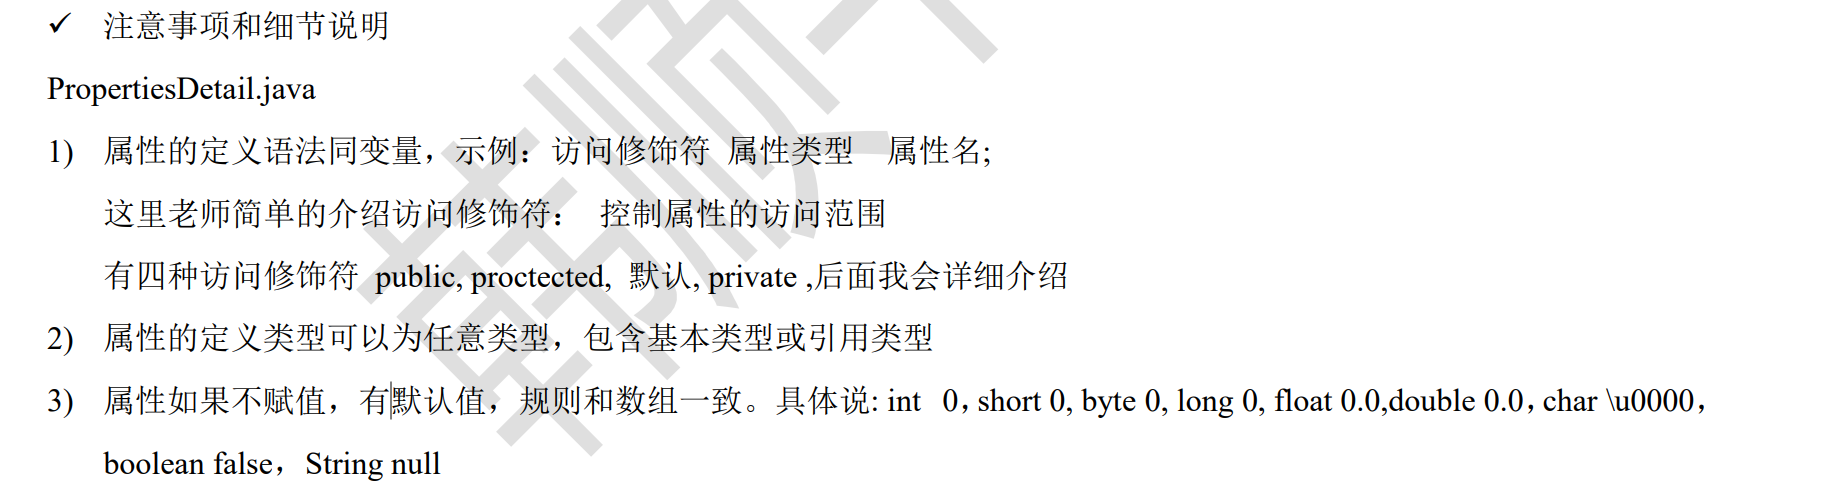 ✓ 注意事项和细节说明
PropertiesDetail.java
1) 属性的定义语法同变量，示例：访问修饰符 属性类型 属性名;
这里老师简单的介绍访问修饰符： 控制属性的访问范围
有四种访问修饰符 public, proctected, 默认, private ,后面我会详细介绍
2) 属性的定义类型可以为任意类型，包含基本类型或引用类型
3) 属性如果不赋值，有默认值，规则和数组一致。具体说: int 0，short 0, byte 0, long 0, float 0.0,double 0.0，char \u0000，
boolean false，String null
韩顺平